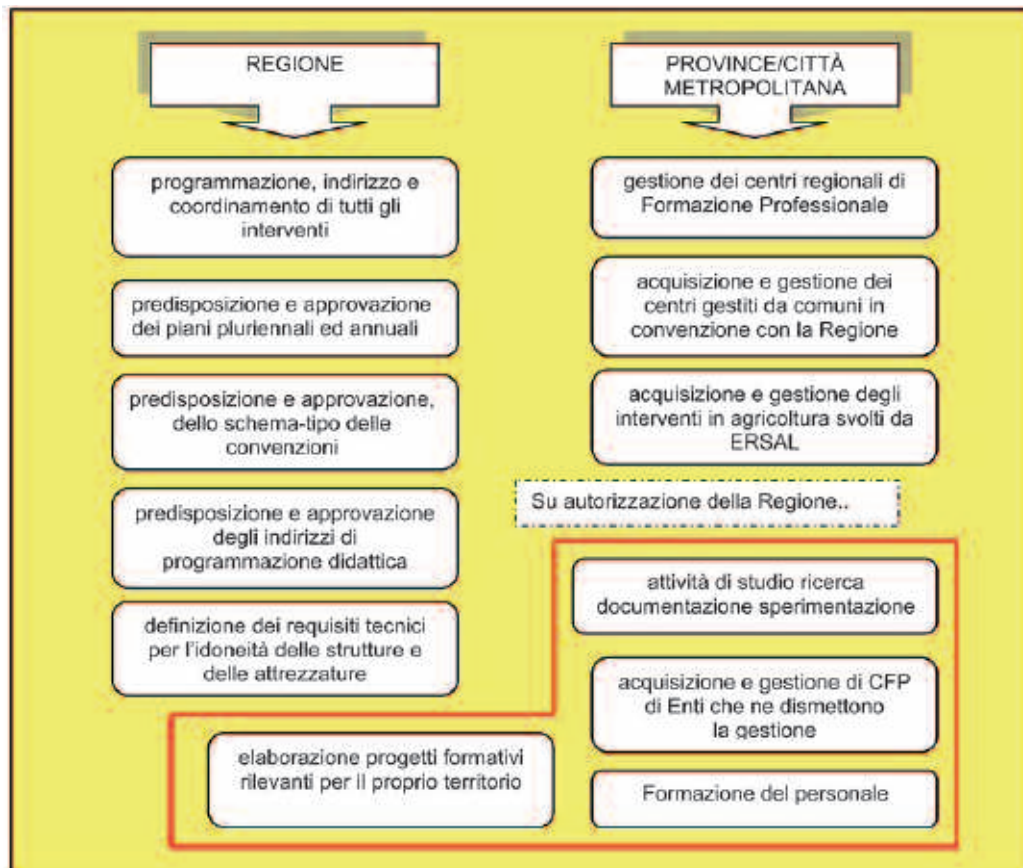 REGIONE
programmazione, indirizzo e
coordinamento di tutti gli
interventi
predisposizione e approvazione
dei piani pluriennali ed annuali
predisposizione e approvazione,
dello schema-tipo delle
convenzioni
predisposizione e approvazione
degli indirizzi di
programmazione didattica
definizione dei requisiti tecnici
per l'idoneità delle strutture e
delle attrezzature
PROVINCE/CITTÀ
METROPOLITANA
gestione dei centri regionali di
Formazione Professionale
acquisizione e gestione dei
centri gestiti da comuni in
convenzione con la Regione
acquisizione e gestione degli
interventi in agricoltura svolti da
ERSAL
Su autorizzazione della Regione..
attività di studio ricerca
documentazione sperimentazione
acquisizione e gestione di CFP
di Enti che ne dismettono
la gestione
elaborazione progetti formativi
rilevanti per il proprio territorio
Formazione del personale